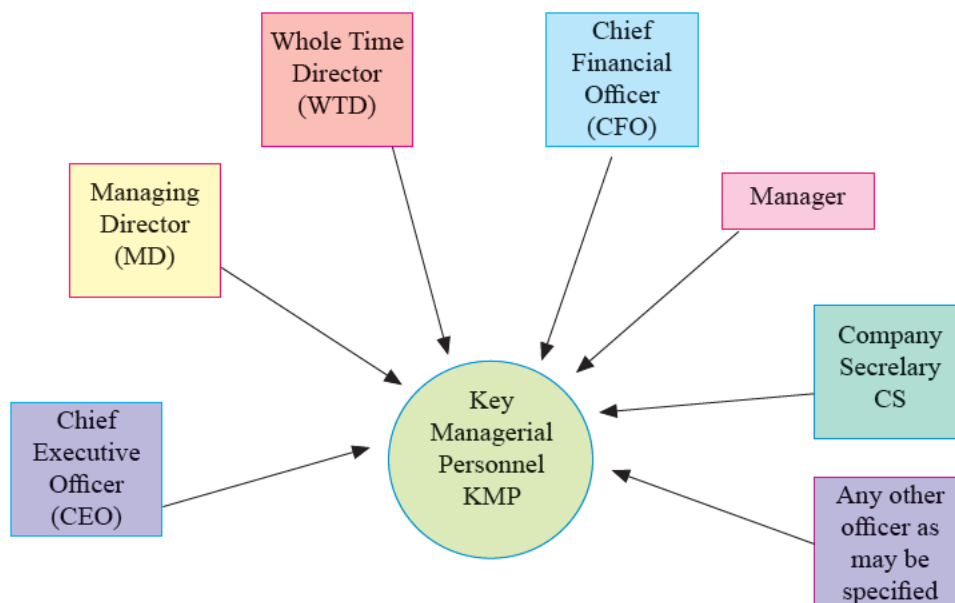 Whole Time
Director
(WTD)
Chief
Financial
Officer
(CFO)
Managing
Director
(MD)
Manager
Company
Secrelary
CS
Key
Managerial
Personnel
KMP
Chief
Executive
Officer
(CEO)
Any other
officer as
may be
specified